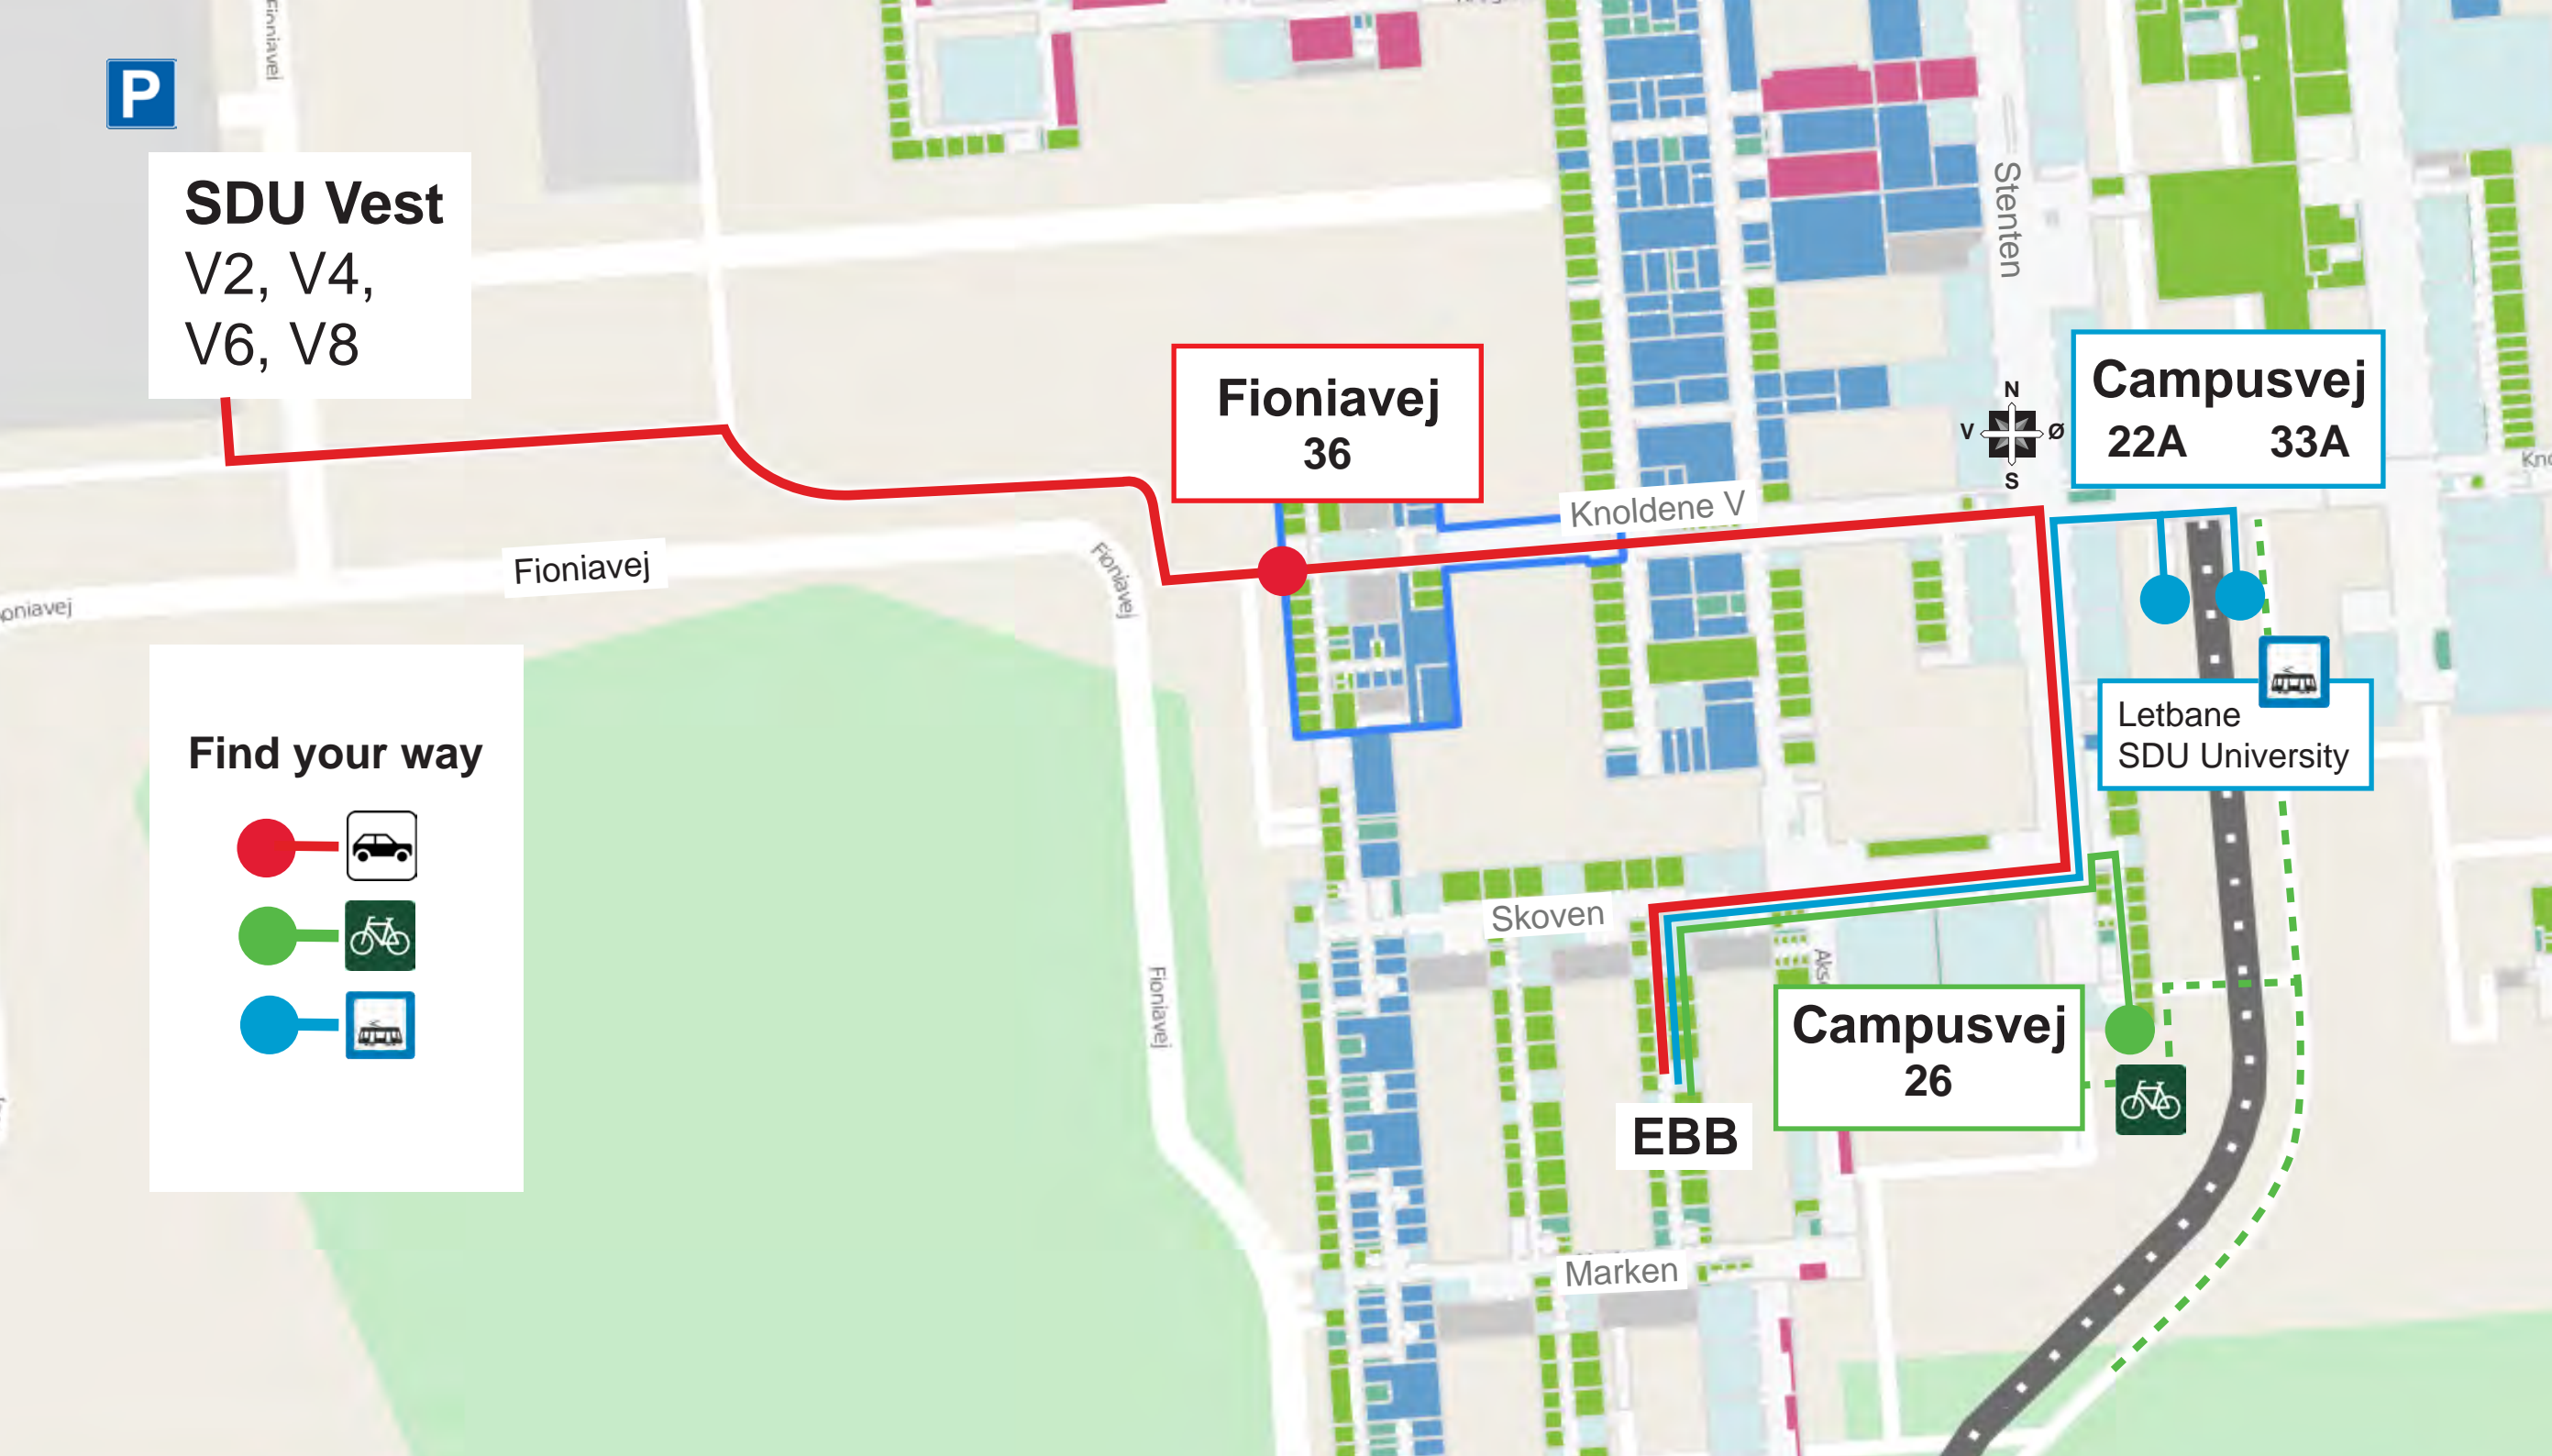 Fioniavej
P
SDU Vest
V2, V4,
V6, V8
Stenten
Fioniavej
36
Campusvej
22A 33A
N
V Ø
S
Knoldene V
Fioniavej
Fioniavej
Letbane
SDU University
Find your way
Skoven
Fioniavej
Campusvej
26
EBB
Marken